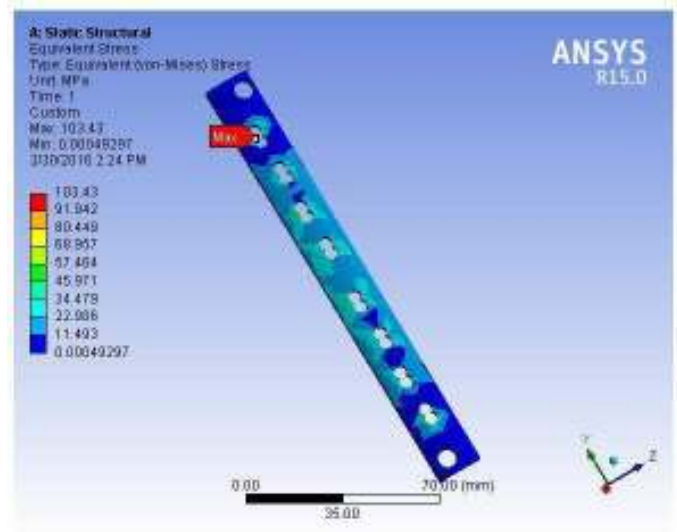 A: Static Structural
Equivalent Stress
Type: Equivalent (von-Mises) Stress
Unit: MPa
Time: 1
Custom
Max: 103.43
Min: 0.00049297
3/30/2016 2:24 PM
ANSYS
R15.0
Max
103.43
91.942
80.449
68.957
57.464
45.971
34.479
22.986
11.493
0.00049297
0.00
70.00 (mm)
35.00
Y
Z